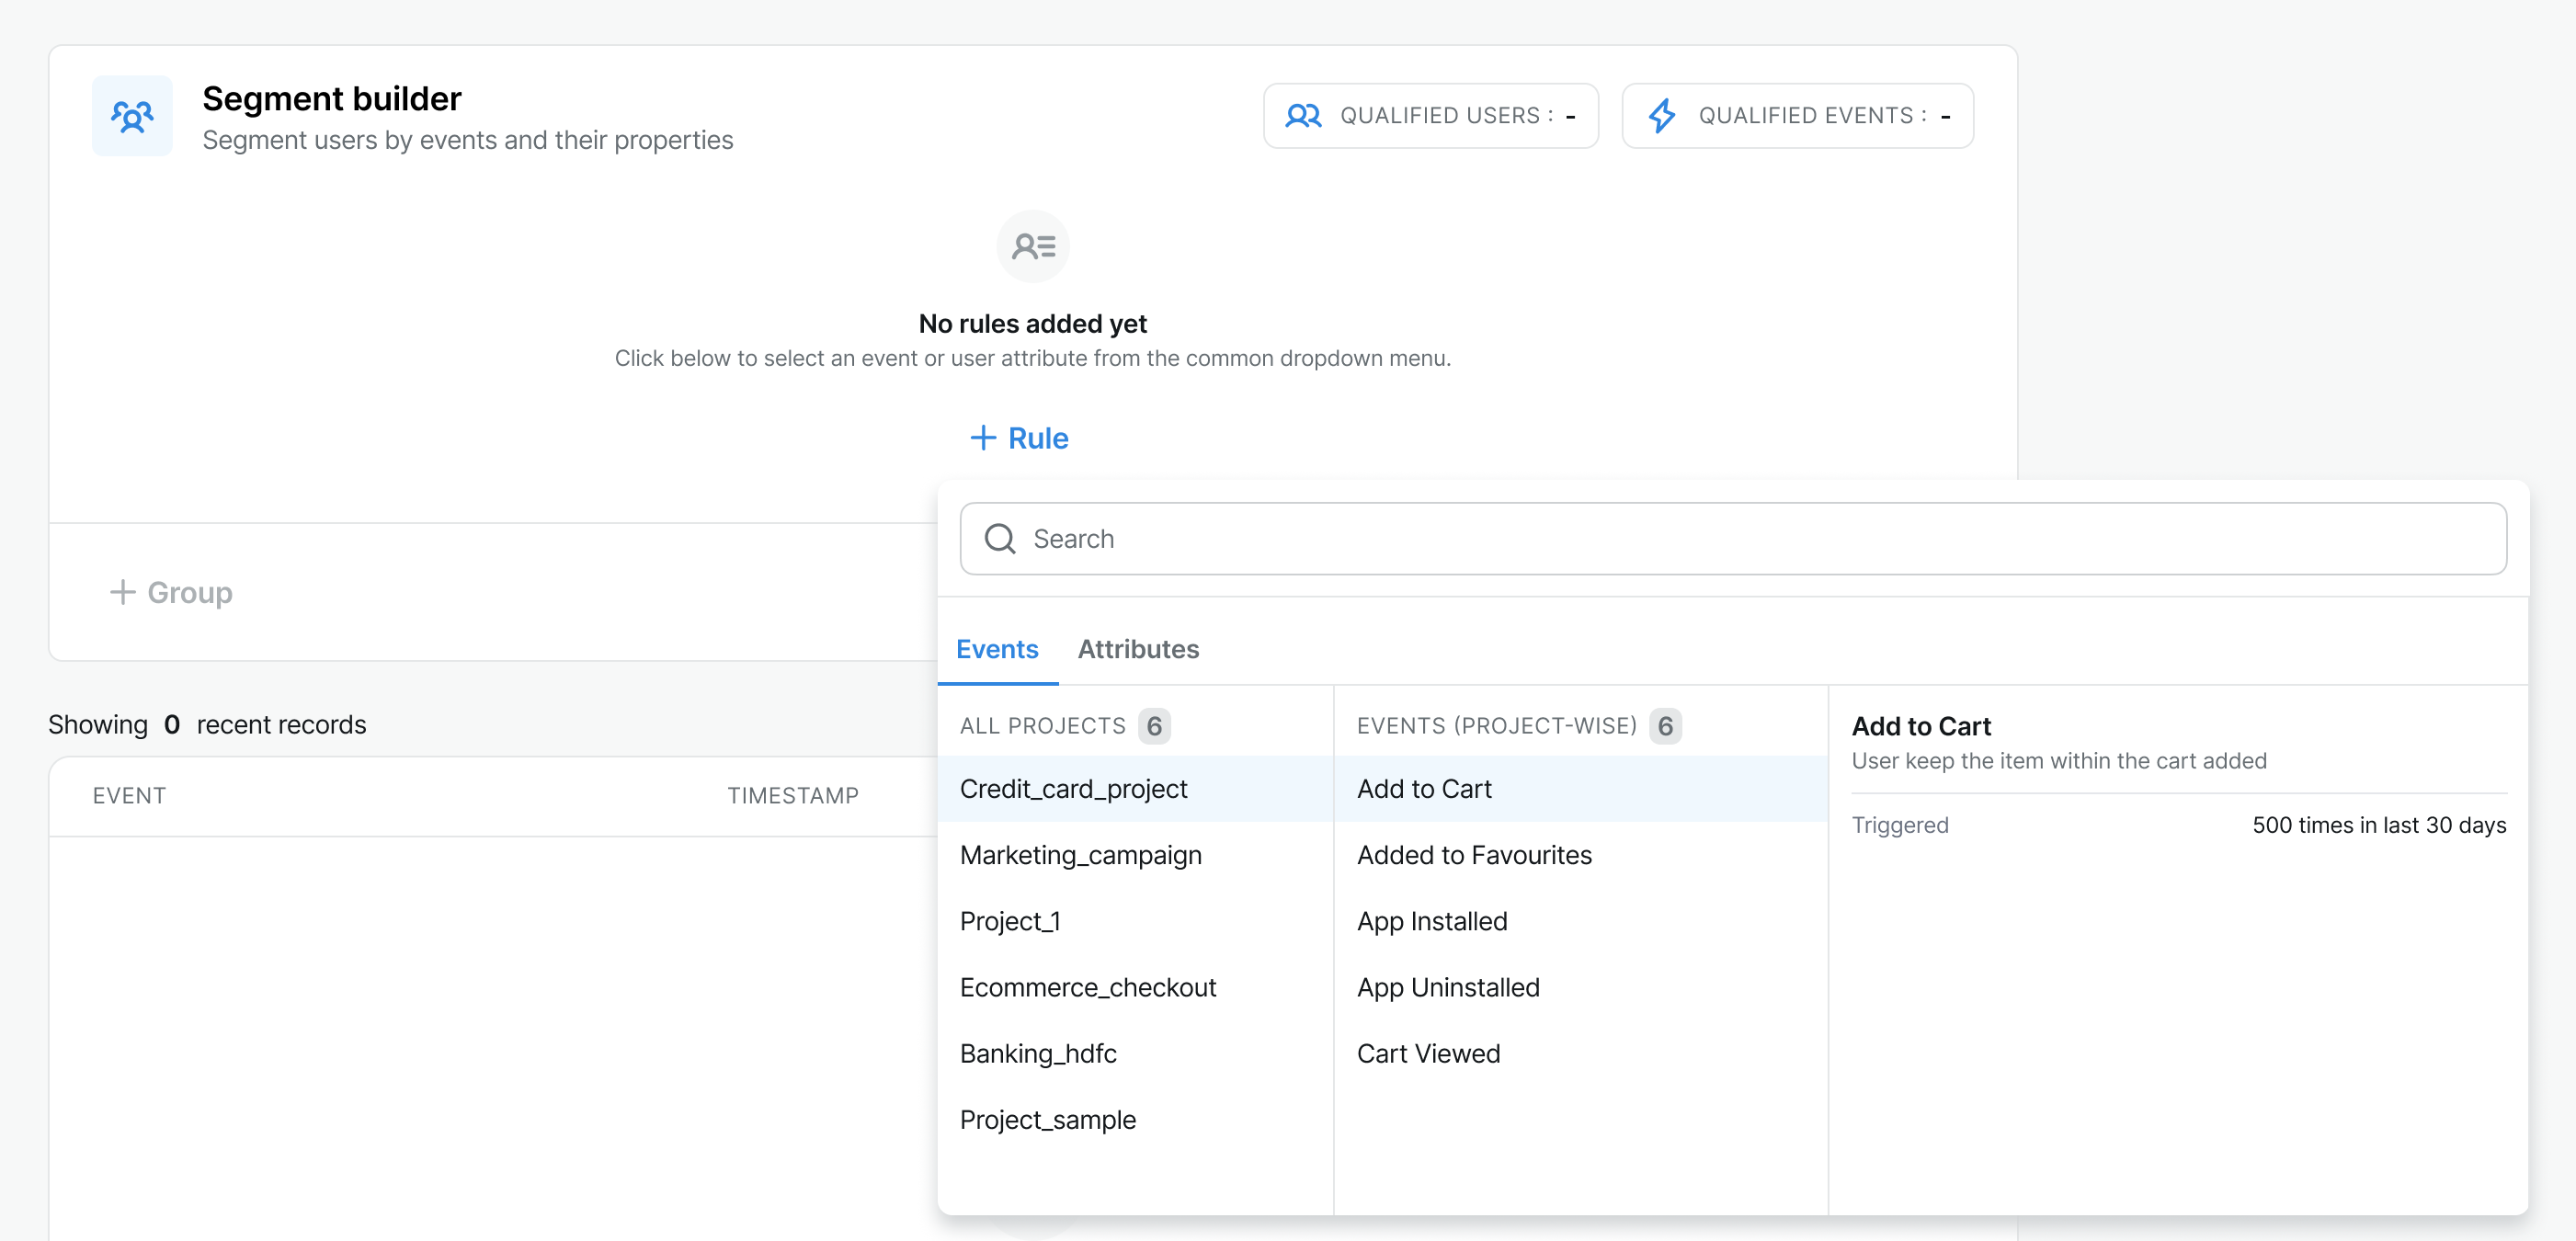 Segment builder
Segment users by events and their properties
QUALIFIED USERS : -
QUALIFIED EVENTS : -
No rules added yet
Click below to select an event or user attribute from the common dropdown menu.
+ Rule
Search
+ Group
Events
Attributes
Showing 0 recent records
EVENT
TIMESTAMP
ALL PROJECTS 6
Credit_card_project
Marketing_campaign
Project_1
Ecommerce_checkout
Banking_hdfc
Project_sample
EVENTS (PROJECT-WISE) 6
Add to Cart
Added to Favourites
App Installed
App Uninstalled
Cart Viewed
Add to Cart
User keep the item within the cart added
Triggered
500 times in last 30 days